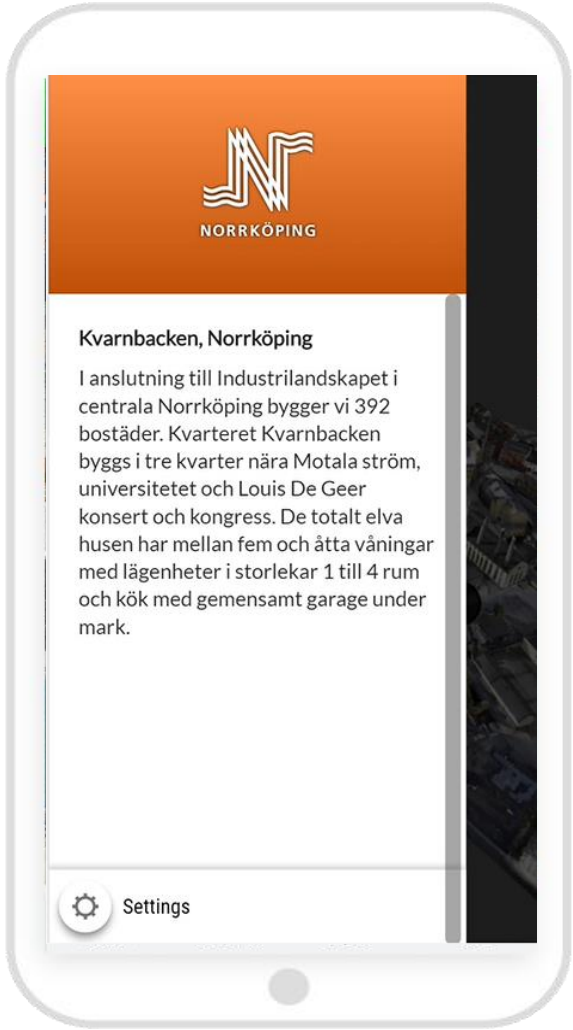 NORRKÖPING
Kvarnbacken, Norrköping
I anslutning till Industrilandskapet i
centrala Norrköping bygger vi 392
bostäder. Kvarteret Kvarnbacken
byggs i tre kvarter nära Motala ström,
universitetet och Louis De Geer
konsert och kongress. De totalt elva
husen har mellan fem och åtta våningar
med lägenheter i storlekar 1 till 4 rum
och kök med gemensamt garage under
mark.
Settings